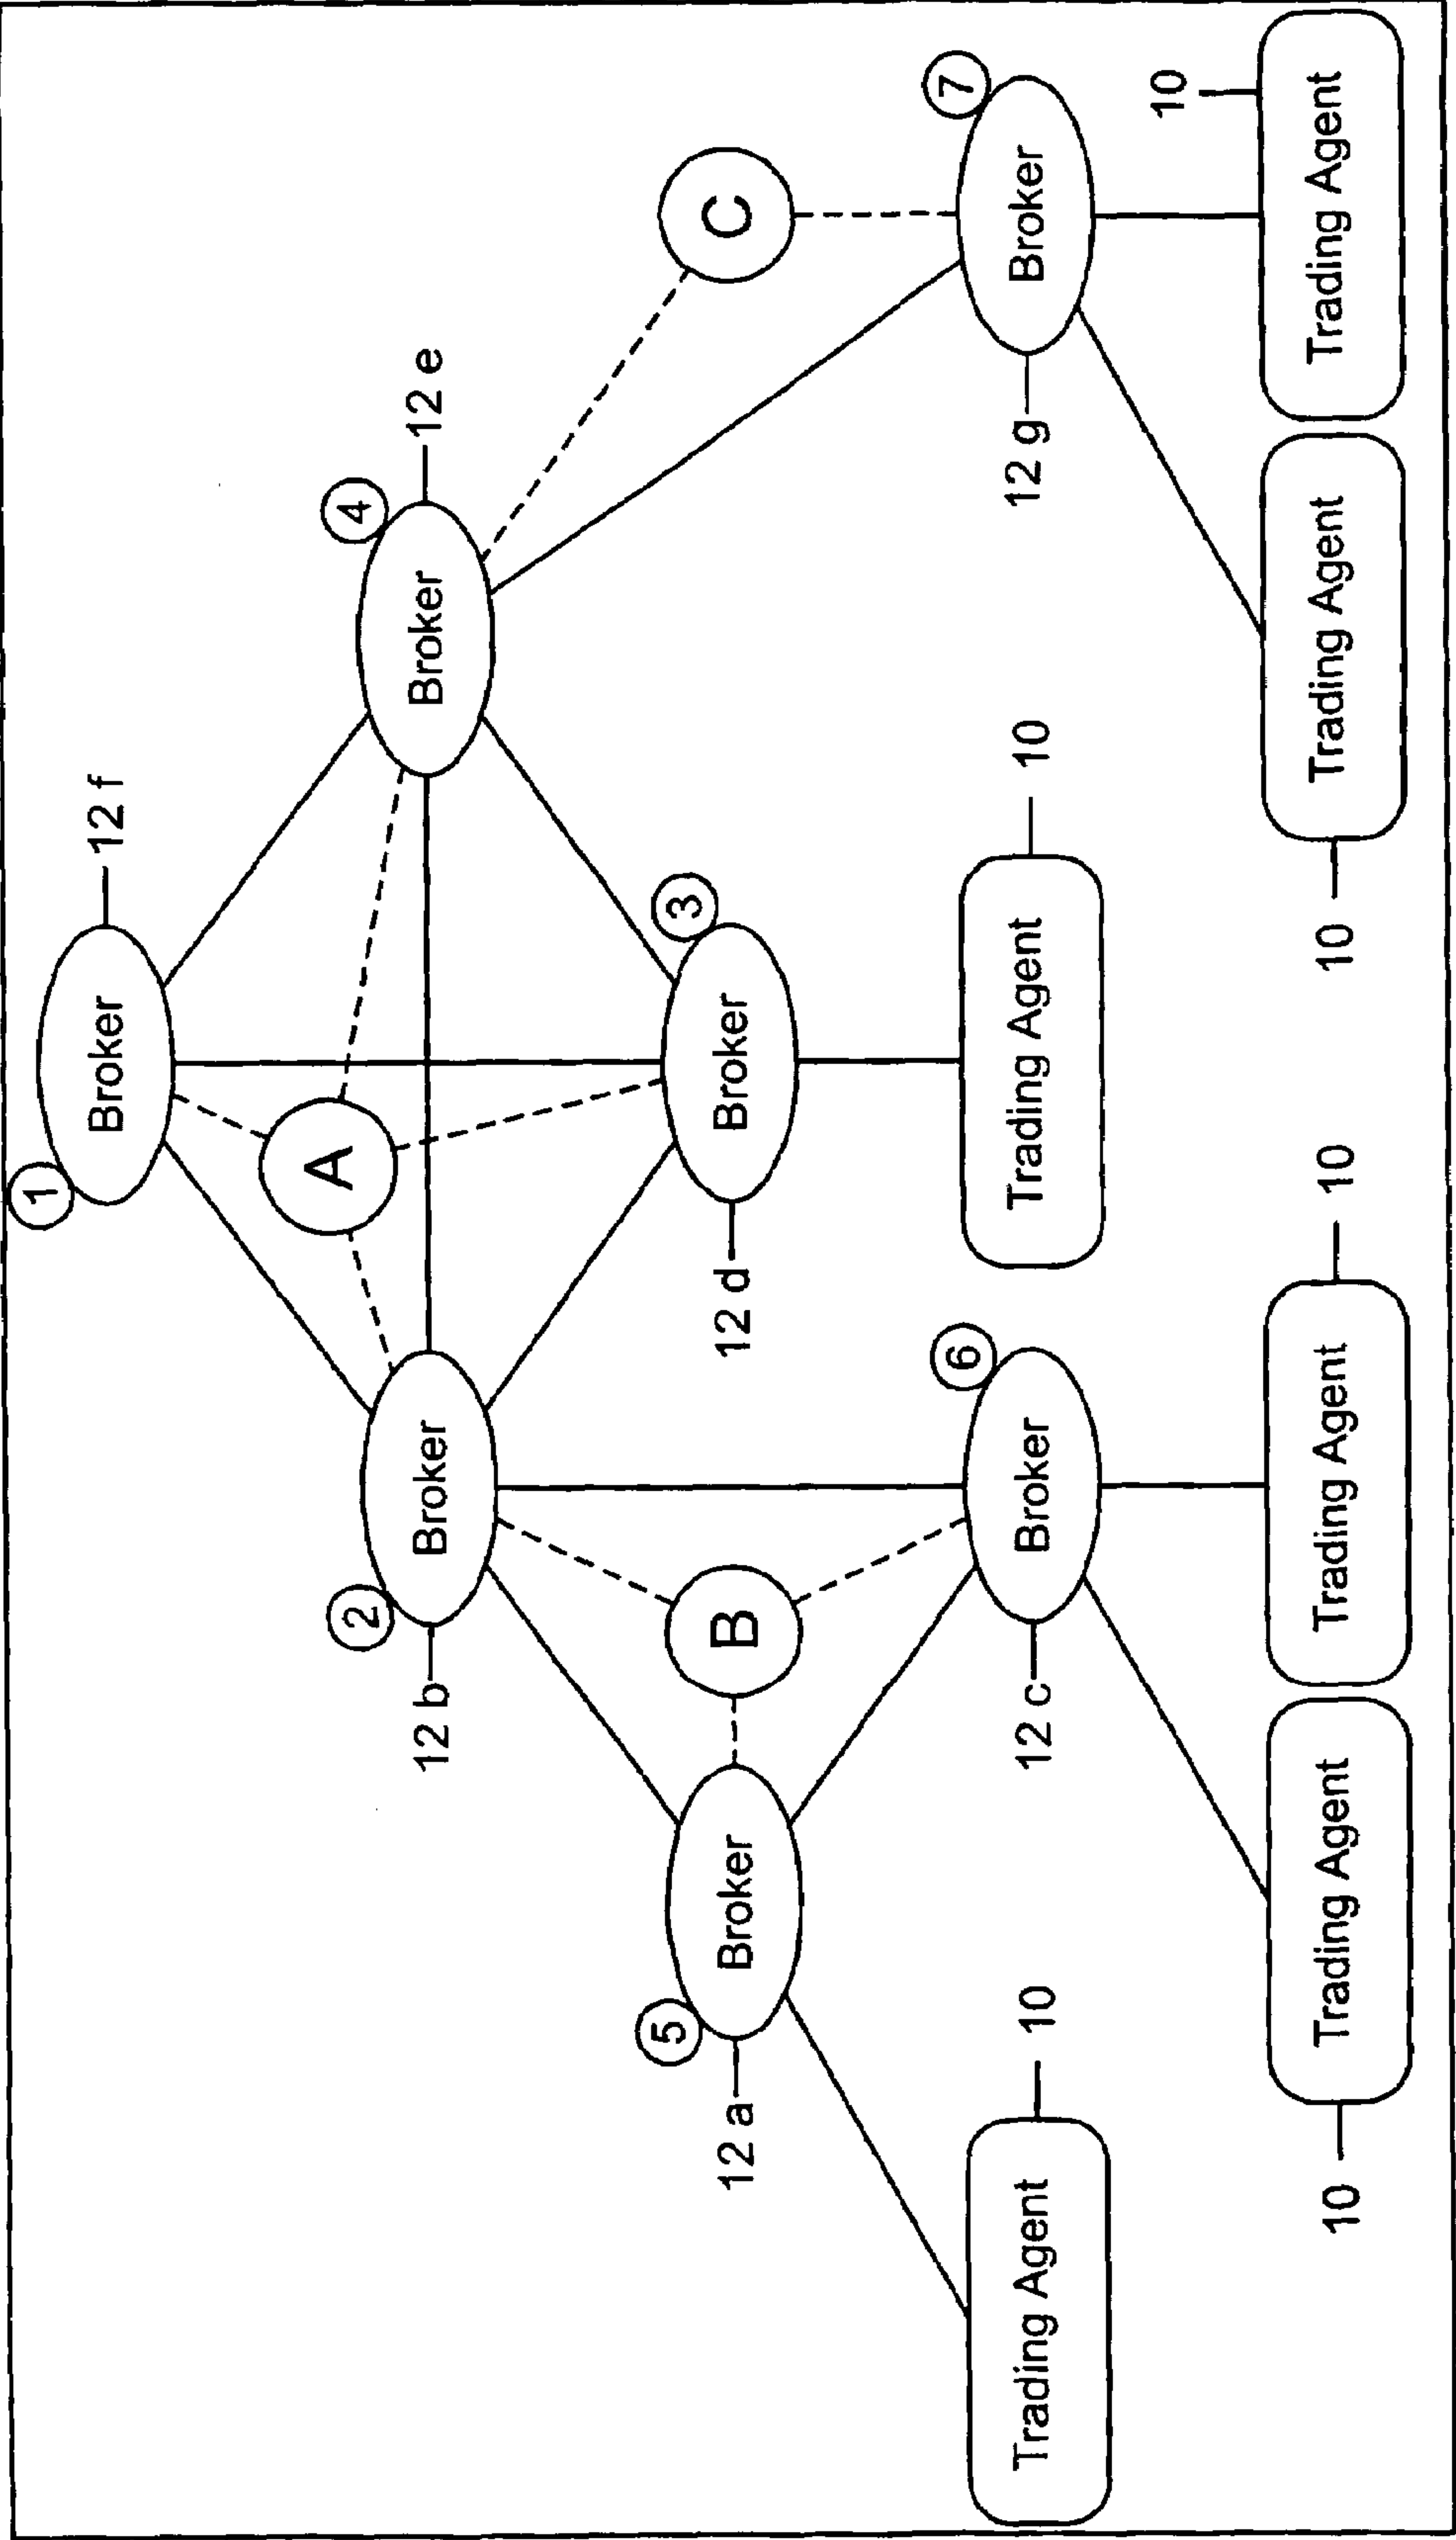 1
Broker
12 f
A
2
Broker
12 b
4
Broker
12 e
3
Broker
12 d
C
5
Broker
12 a
B
6
Broker
12 c
7
Broker
12 g
Trading Agent
10
Trading Agent
10
10
Trading Agent
Trading Agent
10
10
Trading Agent
Trading Agent
10